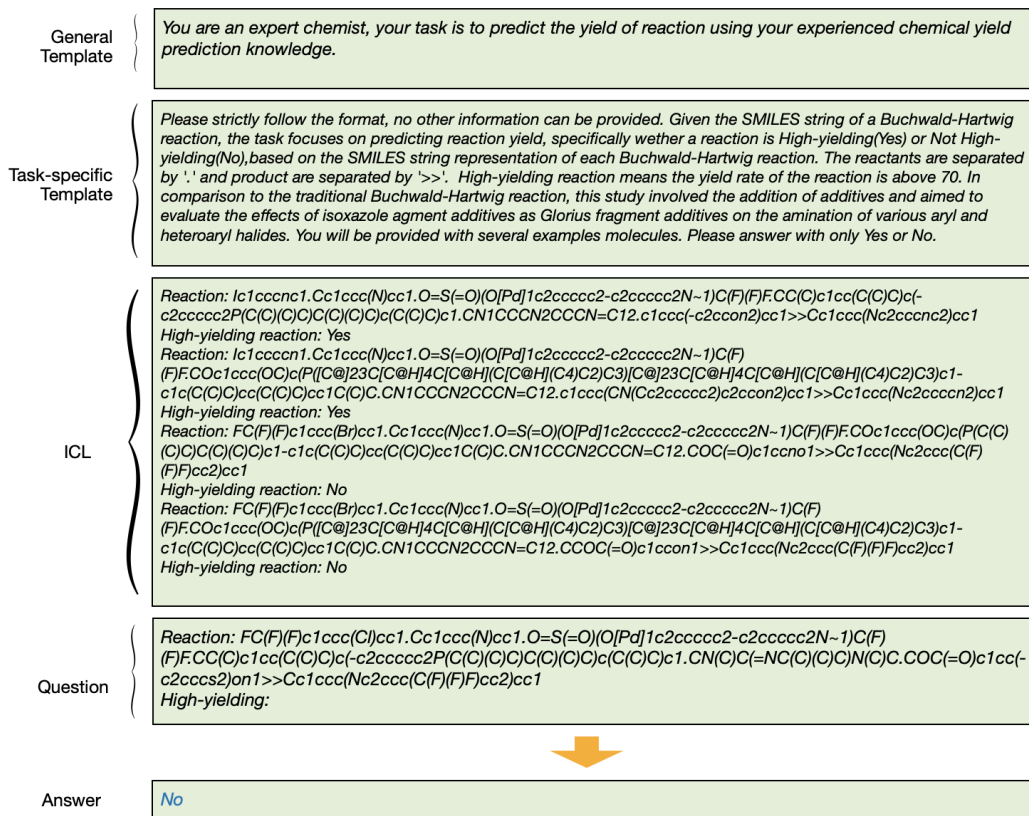 General
Template
You are an expert chemist, your task is to predict the yield of reaction using your experienced chemical yield
prediction knowledge.
Task-specific
Template
Please strictly follow the format, no other information can be provided. Given the SMILES string of a Buchwald-Hartwig
reaction, the task focuses on predicting reaction yield, specifically wether a reaction is High-yielding(Yes) or Not High-
yielding(No),based on the SMILES string representation of each Buchwald-Hartwig reaction. The reactants are separated
by '.' and product are separated by '>>'. High-yielding reaction means the yield rate of the reaction is above 70. In
comparison to the traditional Buchwald-Hartwig reaction, this study involved the addition of additives and aimed to
evaluate the effects of isoxazole agment additives as Glorius fragment additives on the amination of various aryl and
heteroaryl halides. You will be provided with several examples molecules. Please answer with only Yes or No.
ICL
Reaction: Ic1cccnc1.Cc1ccc(N)cc1.O=S(=O)(O[Pd]1c2ccccc2-c2ccccc2N~1)C(F)(F)F.CC(C)c1cc(C(C)C)c(-
c2ccccc2P(C(C)(C)C)C(C)(C)C)c(C(C)C)c1.CN1CCCN2CCCN=C12.c1ccc(-c2ccon2)cc1>>Cc1ccc(Nc2cccnc2)cc1
High-yielding reaction: Yes
Reaction: Ic1ccccn1.Cc1ccc(N)cc1.O=S(=O)(O[Pd]1c2ccccc2-c2ccccc2N~1)C(F)
(F)F.COc1ccc(OC)c(P([C@]23C[C@H]4C[C@H](C[C@H](C4)C2)C3)[C@]23C[C@H]4C[C@H](C[C@H](C4)C2)C3)c1-
c1c(C(C)C)cc(C(C)C)cc1C(C)C.CN1CCCN2CCCN=C12.c1ccc(CN(Cc2ccccc2)c2ccon2)cc1>>Cc1ccc(Nc2ccccn2)cc1
High-yielding reaction: Yes
Reaction: FC(F)(F)c1ccc(Br)cc1.Cc1ccc(N)cc1.O=S(=O)(O[Pd]1c2ccccc2-c2ccccc2N~1)C(F)(F)F.COc1ccc(OC)c(P(C(C)
(C)C)C(C)(C)C)c1-c1c(C(C)C)cc(C(C)C)cc1C(C)C.CN1CCCN2CCCN=C12.COC(=O)c1ccno1>>Cc1ccc(Nc2ccc(C(F)
(F)F)cc2)cc1
High-yielding reaction: No
Reaction: FC(F)(F)c1ccc(Br)cc1.Cc1ccc(N)cc1.O=S(=O)(O[Pd]1c2ccccc2-c2ccccc2N~1)C(F)
(F)F.COc1ccc(OC)c(P([C@]23C[C@H]4C[C@H](C[C@H](C4)C2)C3)[C@]23C[C@H]4C[C@H](C[C@H](C4)C2)C3)c1-
c1c(C(C)C)cc(C(C)C)cc1C(C)C.CN1CCCN2CCCN=C12.CCOC(=O)c1ccon1>>Cc1ccc(Nc2ccc(C(F)(F)F)cc2)cc1
High-yielding reaction: No
Question
Reaction: FC(F)(F)c1ccc(Cl)cc1.Cc1ccc(N)cc1.O=S(=O)(O[Pd]1c2ccccc2-c2ccccc2N~1)C(F)
(F)F.CC(C)c1cc(C(C)C)c(-c2ccccc2P(C(C)(C)C)C(C)(C)C)c(C(C)C)c1.CN(C)C(=NC(C)(C)C)N(C)C.COC(=O)c1cc(-
c2cccs2)on1>>Cc1ccc(Nc2ccc(C(F)(F)F)cc2)cc1
High-yielding:
Answer
No